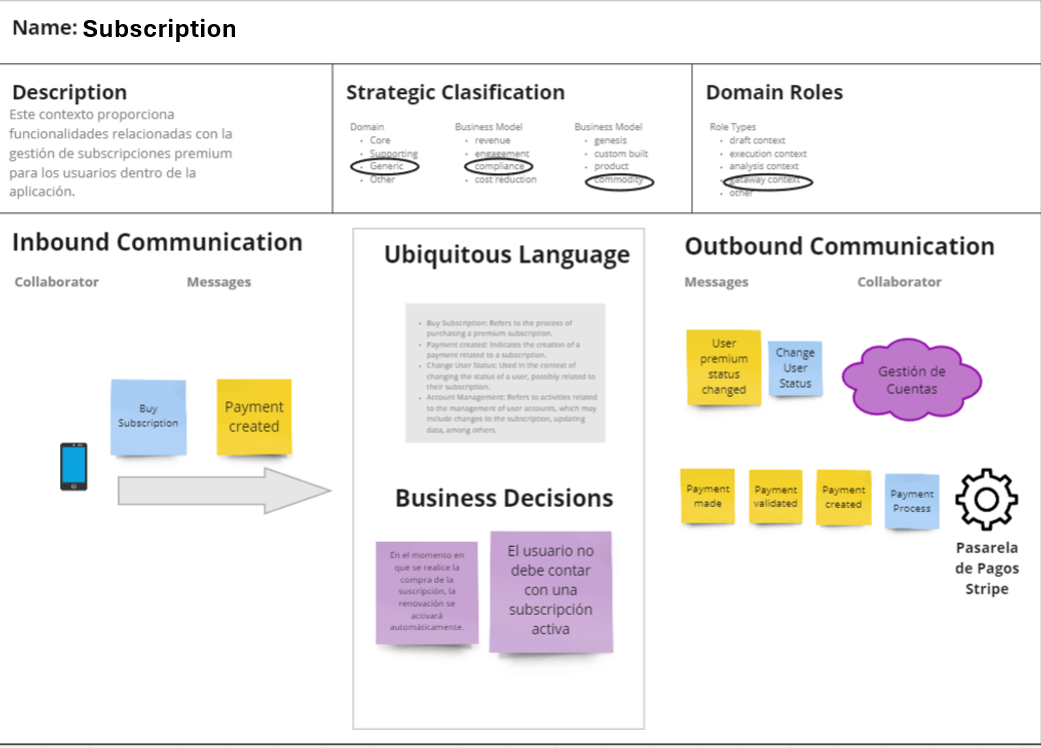 Name: Subscription
Description
Este contexto proporciona
funcionalidades relacionadas con la
gestión de subscripciones premium
para los usuarios dentro de la
aplicación.
Strategic Clasification
Domain
Core
Supporting
Generic
Other
Business Model
revenue
engagement
compliance
cost reduction
Business Model
genesis
custom built
product
commodity
Domain Roles
Role Types
draft context
execution context
analysis context
gataway context
other
Inbound Communication
Collaborator
Messages
Buy
Subscription
Payment
created
Ubiquitous Language
Buy Subscription: Refers to the process of
purchasing a premium subscription.
Payment created: Indicates the creation of a
payment related to a subscription.
Change User Status: Used in the context of
changing the status of a user, possibly related to
their subscription.
Account Management: Refers to activities related
to the management of user accounts, which may
include changes to the subscription, updating
data, among others.
Business Decisions
En el momento en
que se realice la
compra de la
suscripción, la
renovación se
activará
automáticamente.
El usuario no
debe contar
con una
subscripción
activa
Outbound Communication
Messages
Collaborator
User
premium
status
changed
Change
User
Status
Gestión de
Cuentas
Payment
made
Payment
validated
Payment
created
Payment
Process
Pasarela
de Pagos
Stripe